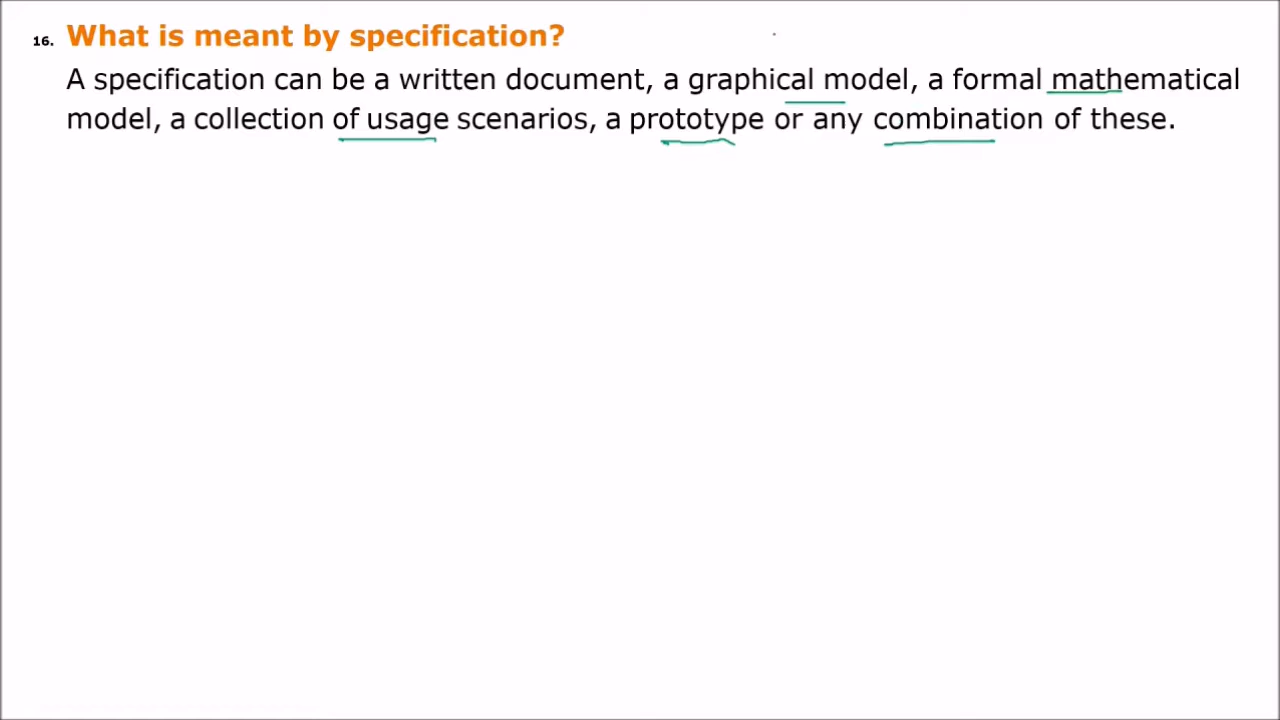 16. What is meant by specification?
A specification can be a written document, a graphical model, a formal mathematical
model, a collection of usage scenarios, a prototype or any combination of these.